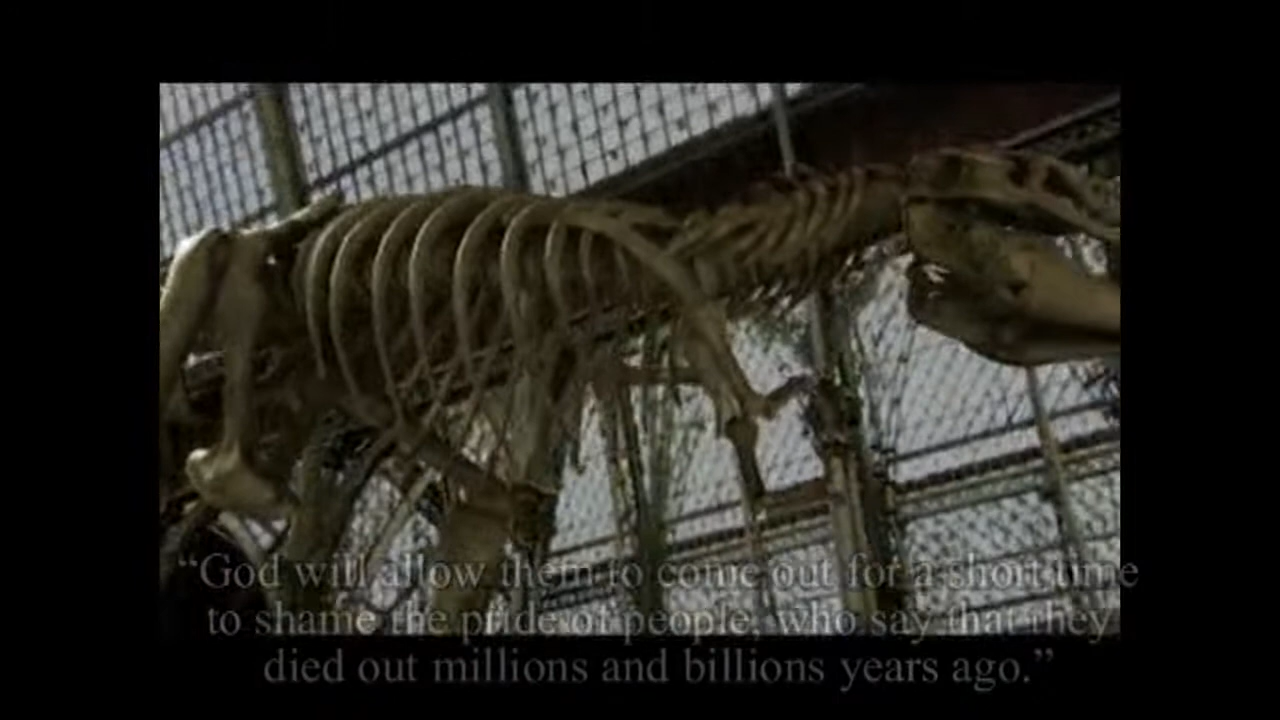 “God will allow them to come out for a short time
to shame the pride of people, who say that they
died out millions and billions years ago.”